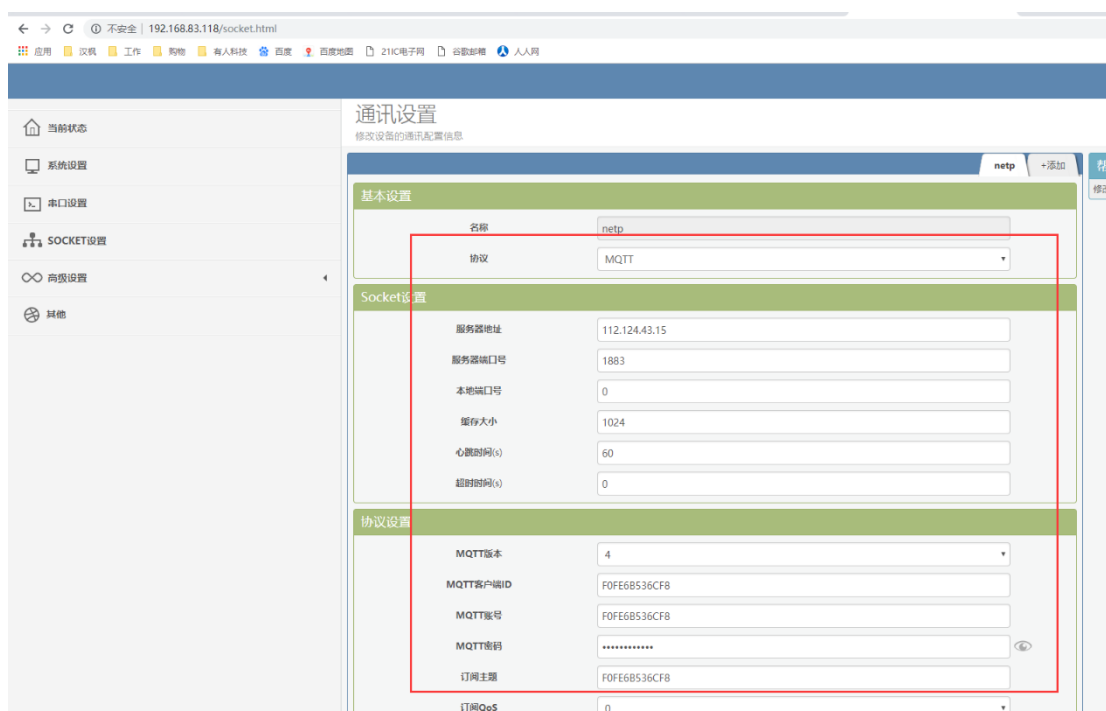 不安全 | 192.168.83.118/socket.html
应用 汉枫 工作 购物 有人科技 百度 百度地图 21IC电子网 谷歌邮箱 人人网
当前状态
系统设置
串口设置
SOCKET设置
高级设置
其他
通讯设置
修改设备的通讯配置信息
netp +添加
基本设置
名称 netp
协议 MQTT
Socket设置
服务器地址 112.124.43.15
服务器端口号 1883
本地端口号 0
缓存大小 1024
心跳时间(s) 60
超时时间(s) 0
协议设置
MQTT版本 4
MQTT客户端ID F0FE6B536CF8
MQTT账号 F0FE6B536CF8
MQTT密码 ••••••••••••
订阅主题 F0FE6B536CF8
订阅QoS 0